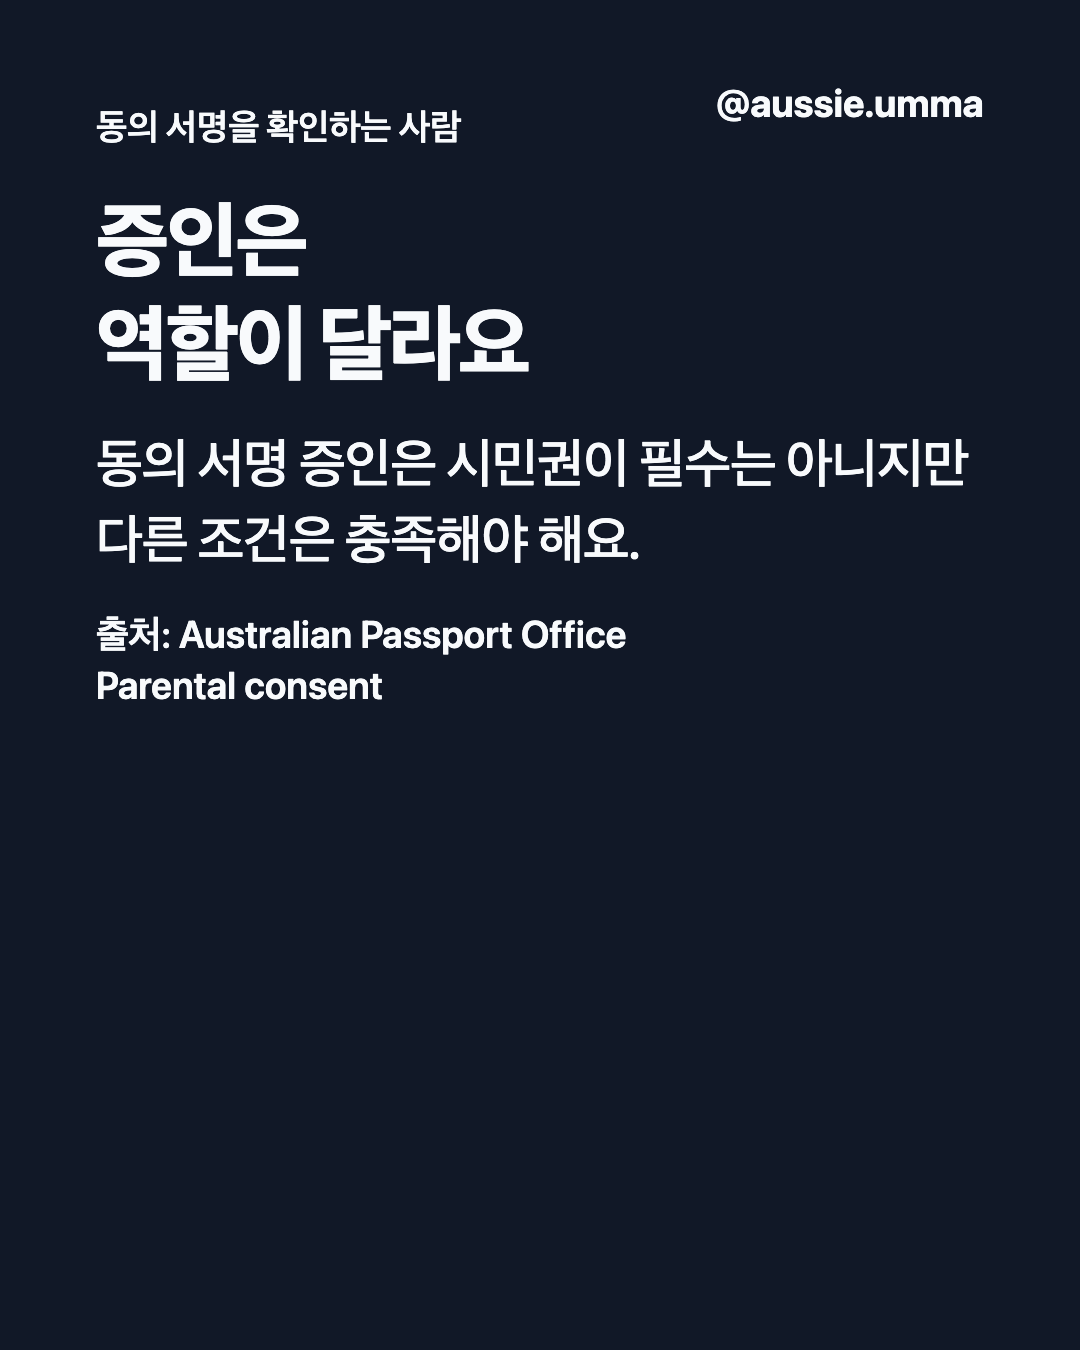 동의 서명을 확인하는 사람
@aussie.umma
증인은
역할이 달라요
동의 서명 증인은 시민권이 필수는 아니지만
다른 조건은 충족해야 해요.
출처: Australian Passport Office
Parental consent